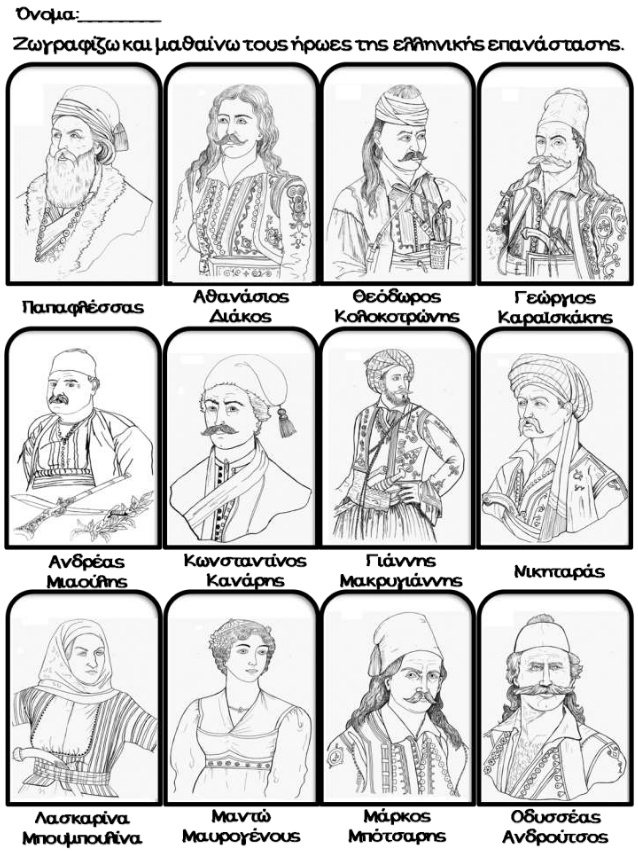 Όνομα:_________
Ζωγραφίζω και μαθαίνω τους ήρωες της ελληνικής επανάστασης.
Παπαφλέσσας
Αθανάσιος
Διάκος
Θεόδωρος
Κολοκοτρώνης
Γεώργιος
Καραϊσκάκης
Ανδρέας
Μιαούλης
Κωνσταντίνος
Κανάρης
Γιάννης
Μακρυγιάννης
Νικηταράς
Λασκαρίνα
Μπουμπουλίνα
Μαντώ
Μαυρογένους
Μάρκος
Μπότσαρης
Οδυσσέας
Ανδρούτσος